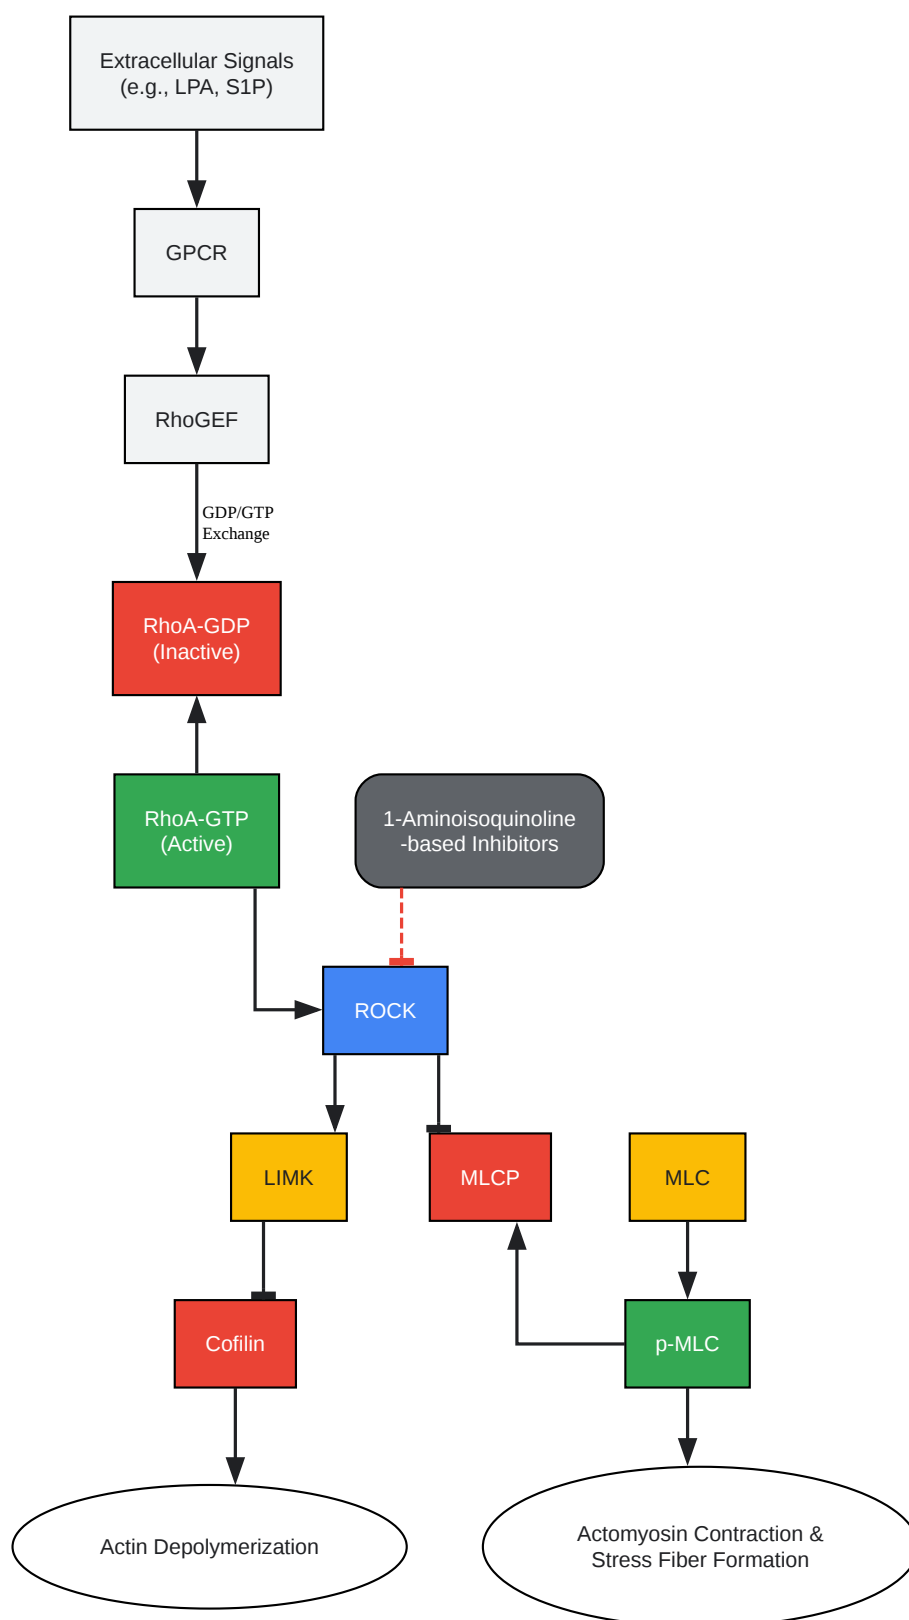 Extracellular Signals
(e.g., LPA, S1P)
GPCR
RhoGEF
GDP/GTP
Exchange
RhoA-GDP
(Inactive)
RhoA-GTP
(Active)
1-Aminoisoquinoline
-based Inhibitors
ROCK
LIMK
MLCP
MLC
Cofilin
p-MLC
Actin Depolymerization
Actomyosin Contraction &
Stress Fiber Formation